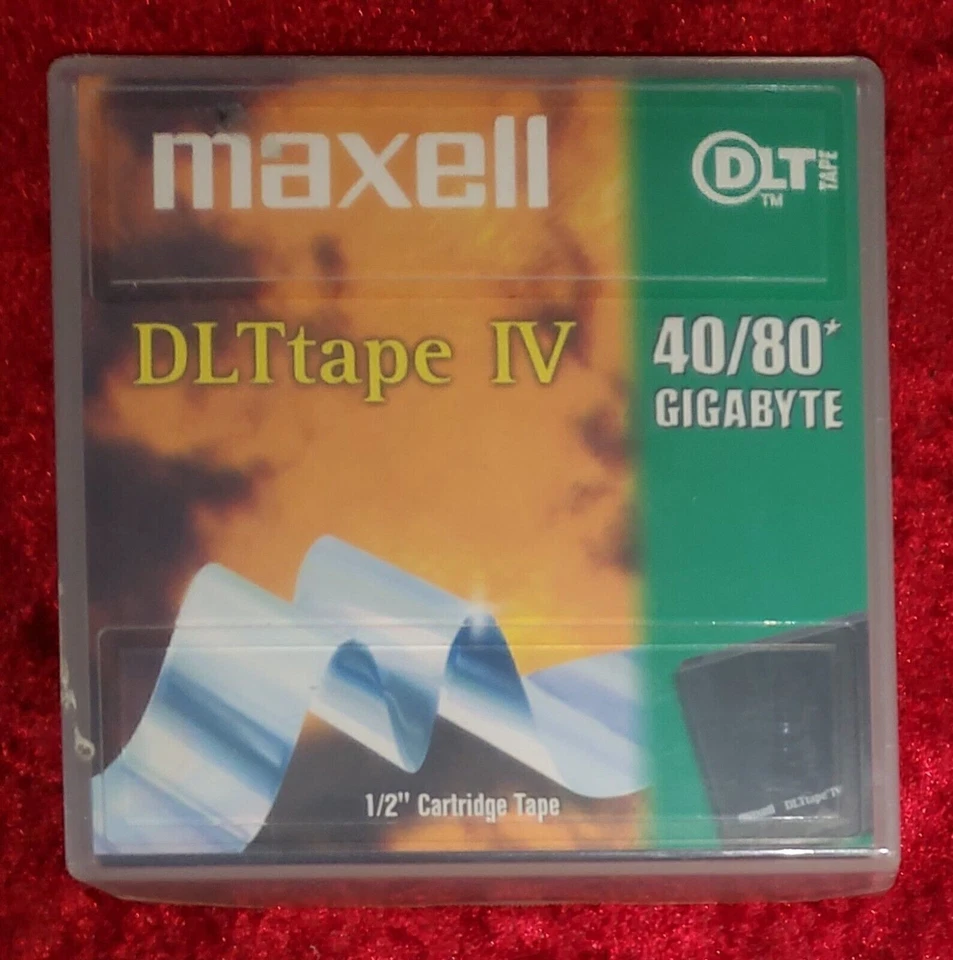 maxell
DLT TAPE
TM
DLTtape IV
40/80*
GIGABYTE
1/2" Cartridge Tape
maxell DLTtape IV